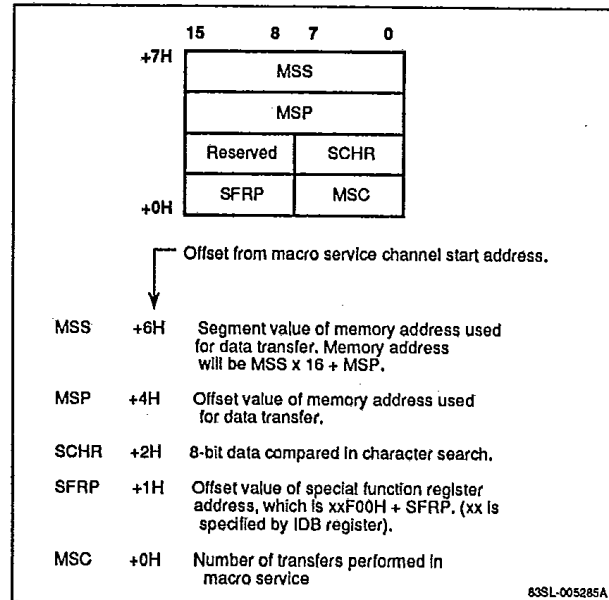 15 8 7 0
+7H
MSS
MSP
Reserved SCHR
SFRP MSC
+0H
Offset from macro service channel start address.
MSS +6H Segment value of memory address used
for data transfer. Memory address
will be MSS x 16 + MSP.
MSP +4H Offset value of memory address used
for data transfer.
SCHR +2H 8-bit data compared in character search.
SFRP +1H Offset value of special function register
address, which is xxF00H + SFRP. (xx is
specified by IDB register).
MSC +0H Number of transfers performed in
macro service
83SL-005285A